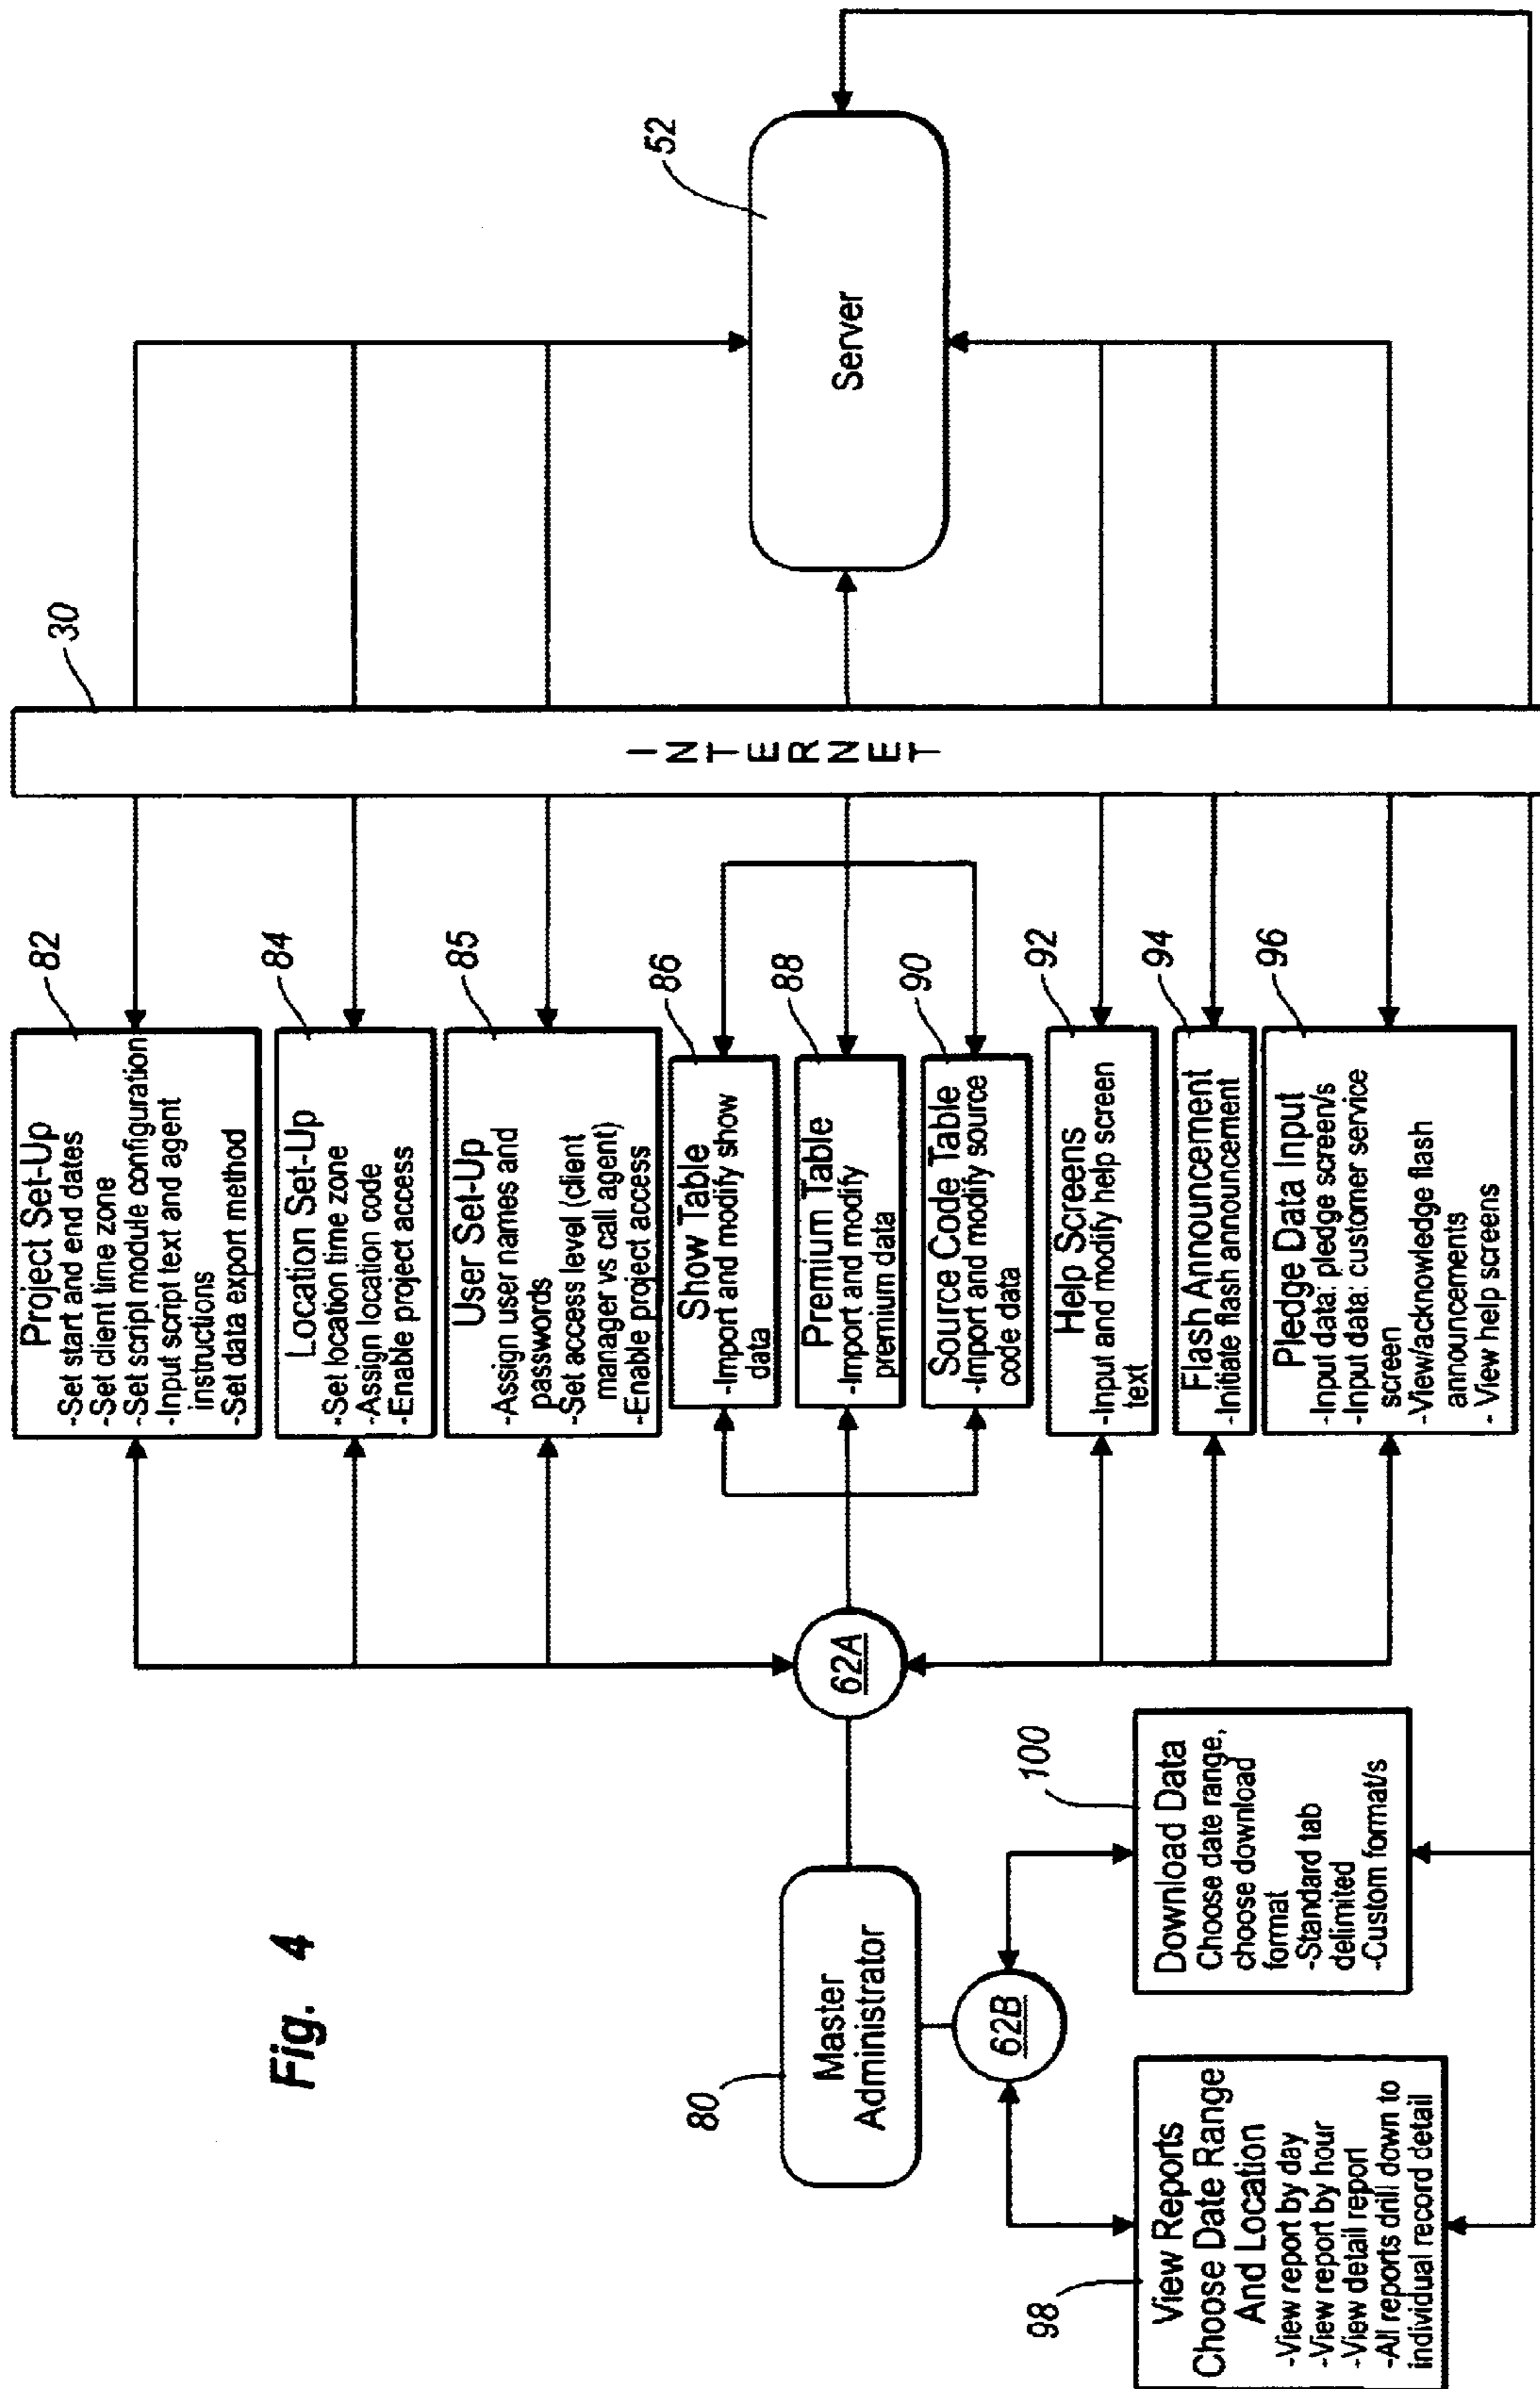 Fig. 4
30
INTERNET
Project Set-Up
-Set start and end dates
-Set client time zone
-Set script module configuration
-Input script text and agent
instructions
-Set data export method
82
Location Set-Up
-Set location time zone
-Assign location code
-Enable project access
84
User Set-Up
-Assign user names and
passwords
-Set access level (client
manager vs call agent)
-Enable project access
85
Show Table
-Import and modify show
data
86
Premium Table
-Import and modify
premium data
88
Source Code Table
-Import and modify source
code data
90
Help Screens
-Input and modify help screen
text
92
Flash Announcement
-Initiate flash announcement
94
Pledge Data Input
-Input data: pledge screen/s
-Input data: customer service
screen
-View/acknowledge flash
announcements
- View help screens
96
Server
52
62A
Master
Administrator
80
62B
Download Data
Choose date range,
choose download
format
-Standard tab
delimited
-Custom format/s
100
View Reports
Choose Date Range
And Location
-View report by day
-View report by hour
-View detail report
-All reports drill down to
individual record detail
98